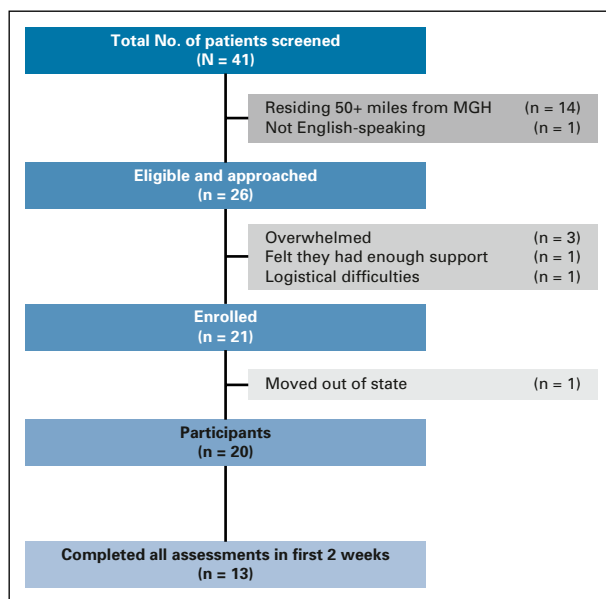 Total No. of patients screened
(N = 41)
Residing 50+ miles from MGH (n = 14)
Not English-speaking (n = 1)
Eligible and approached
(n = 26)
Overwhelmed (n = 3)
Felt they had enough support (n = 1)
Logistical difficulties (n = 1)
Enrolled
(n = 21)
Moved out of state (n = 1)
Participants
(n = 20)
Completed all assessments in first 2 weeks
(n = 13)